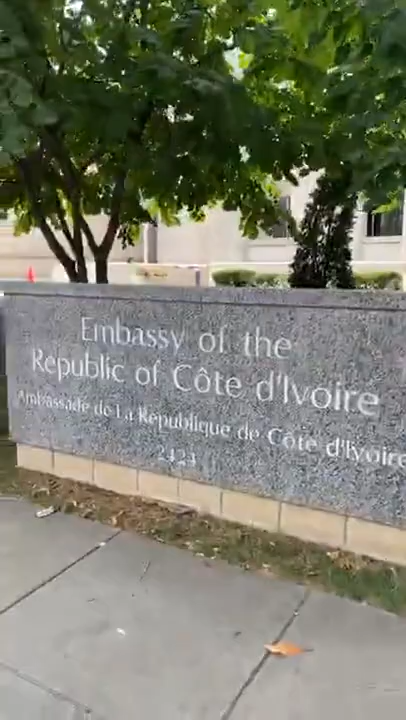 Embassy of the
Republic of Côte d'Ivoire
Ambassade de La République de Côte d'Ivoire
2424